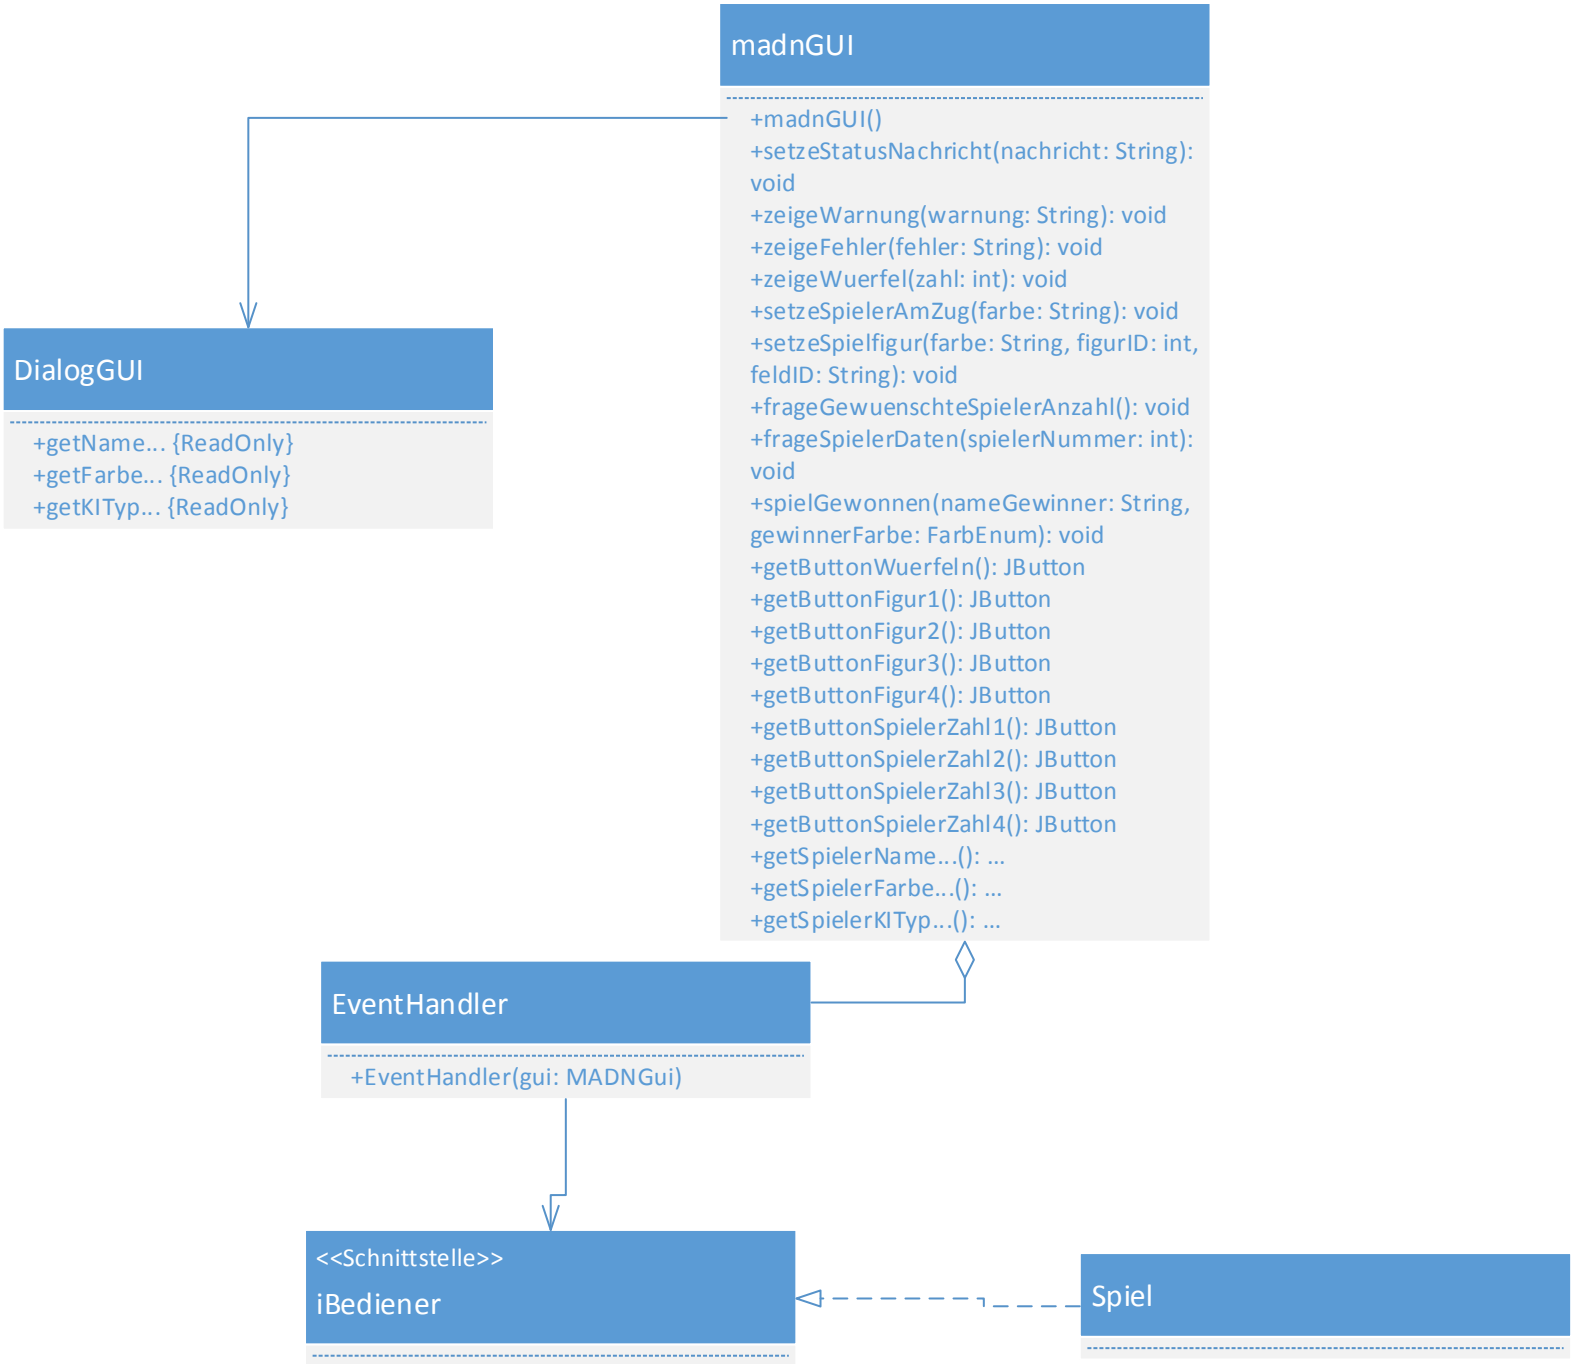 madnGUI
+madnGUI()
+setzeStatusNachricht(nachricht: String):
void
+zeigeWarnung(warnung: String): void
+zeigeFehler(fehler: String): void
+zeigeWuerfel(zahl: int): void
+setzeSpielerAmZug(farbe: String): void
+setzeSpielfigur(farbe: String, figurID: int,
feldID: String): void
+frageGewuenschteSpielerAnzahl(): void
+frageSpielerDaten(spielerNummer: int):
void
+spielGewonnen(nameGewinner: String,
gewinnerFarbe: FarbEnum): void
+getButtonWuerfeln(): JButton
+getButtonFigur1(): JButton
+getButtonFigur2(): JButton
+getButtonFigur3(): JButton
+getButtonFigur4(): JButton
+getButtonSpielerZahl1(): JButton
+getButtonSpielerZahl2(): JButton
+getButtonSpielerZahl3(): JButton
+getButtonSpielerZahl4(): JButton
+getSpielerName...(): ...
+getSpielerFarbe...(): ...
+getSpielerKITyp...(): ...
DialogGUI
+getName... {ReadOnly}
+getFarbe... {ReadOnly}
+getKITyp... {ReadOnly}
EventHandler
+EventHandler(gui: MADNGui)
<<Schnittstelle>>
iBediener
Spiel